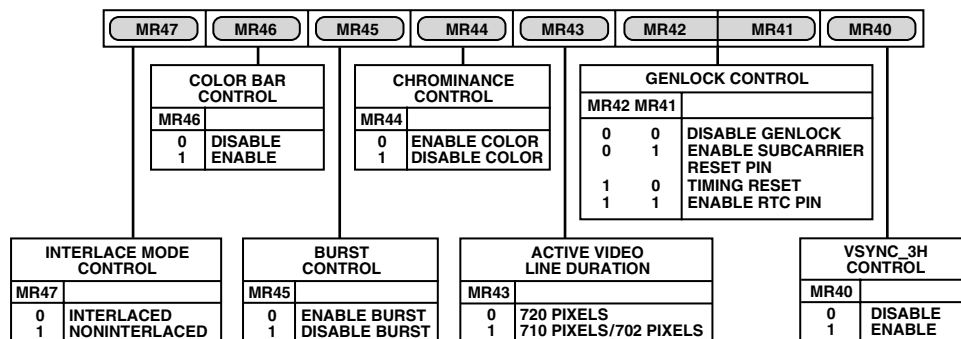 MR47 MR46 MR45 MR44 MR43 MR42 MR41 MR40
COLOR BAR
CONTROL
MR46
0 DISABLE
1 ENABLE
CHROMINANCE
CONTROL
MR44
0 ENABLE COLOR
1 DISABLE COLOR
GENLOCK CONTROL
MR42 MR41
0 0 DISABLE GENLOCK
0 1 ENABLE SUBCARRIER
RESET PIN
1 0 TIMING RESET
1 1 ENABLE RTC PIN
INTERLACE MODE
CONTROL
MR47
0 INTERLACED
1 NONINTERLACED
BURST
CONTROL
MR45
0 ENABLE BURST
1 DISABLE BURST
ACTIVE VIDEO
LINE DURATION
MR43
0 720 PIXELS
1 710 PIXELS/702 PIXELS
VSYNC_3H
CONTROL
MR40
0 DISABLE
1 ENABLE